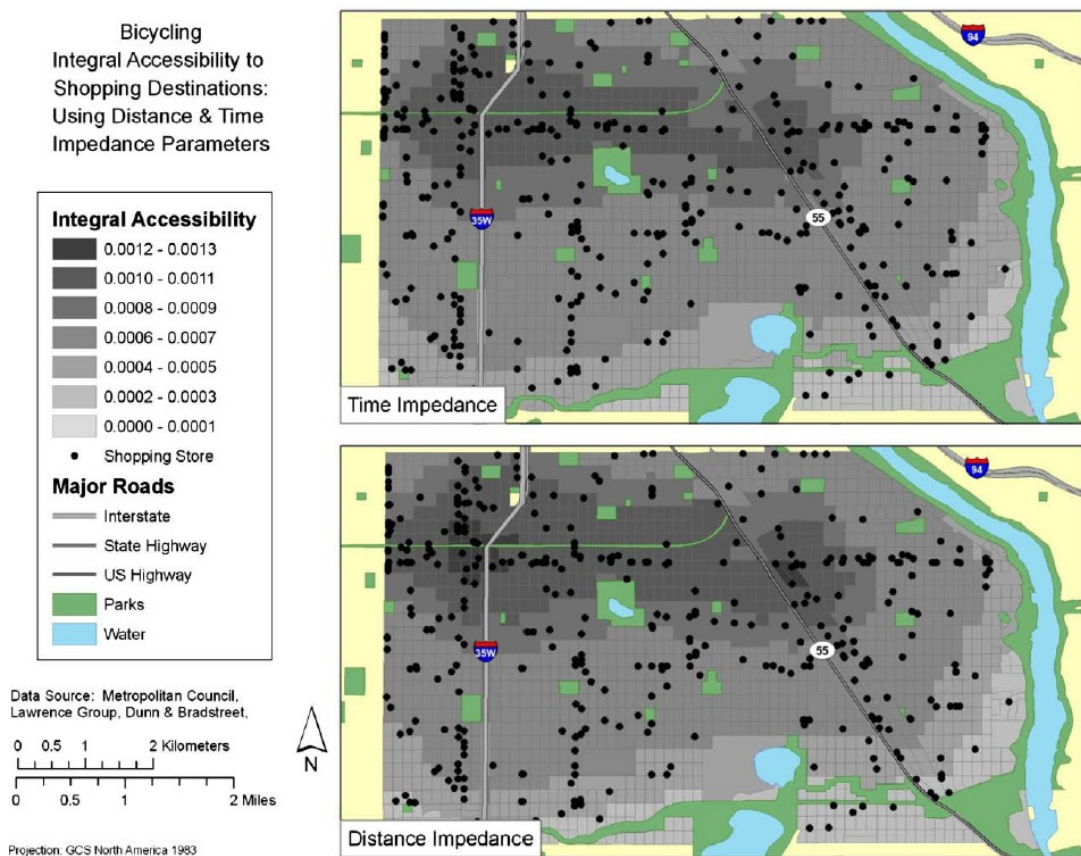 Bicycling
Integral Accessibility to
Shopping Destinations:
Using Distance & Time
Impedance Parameters
Integral Accessibility
0.0012 - 0.0013
0.0010 - 0.0011
0.0008 - 0.0009
0.0006 - 0.0007
0.0004 - 0.0005
0.0002 - 0.0003
0.0000 - 0.0001
Shopping Store
Major Roads
Interstate
State Highway
US Highway
Parks
Water
Data Source: Metropolitan Council,
Lawrence Group, Dunn & Bradstreet,
0 0.5 1 2 Kilometers
0 0.5 1 2 Miles
N
Projection: GCS North America 1983
94
35W
55
Time Impedance
94
35W
55
Distance Impedance